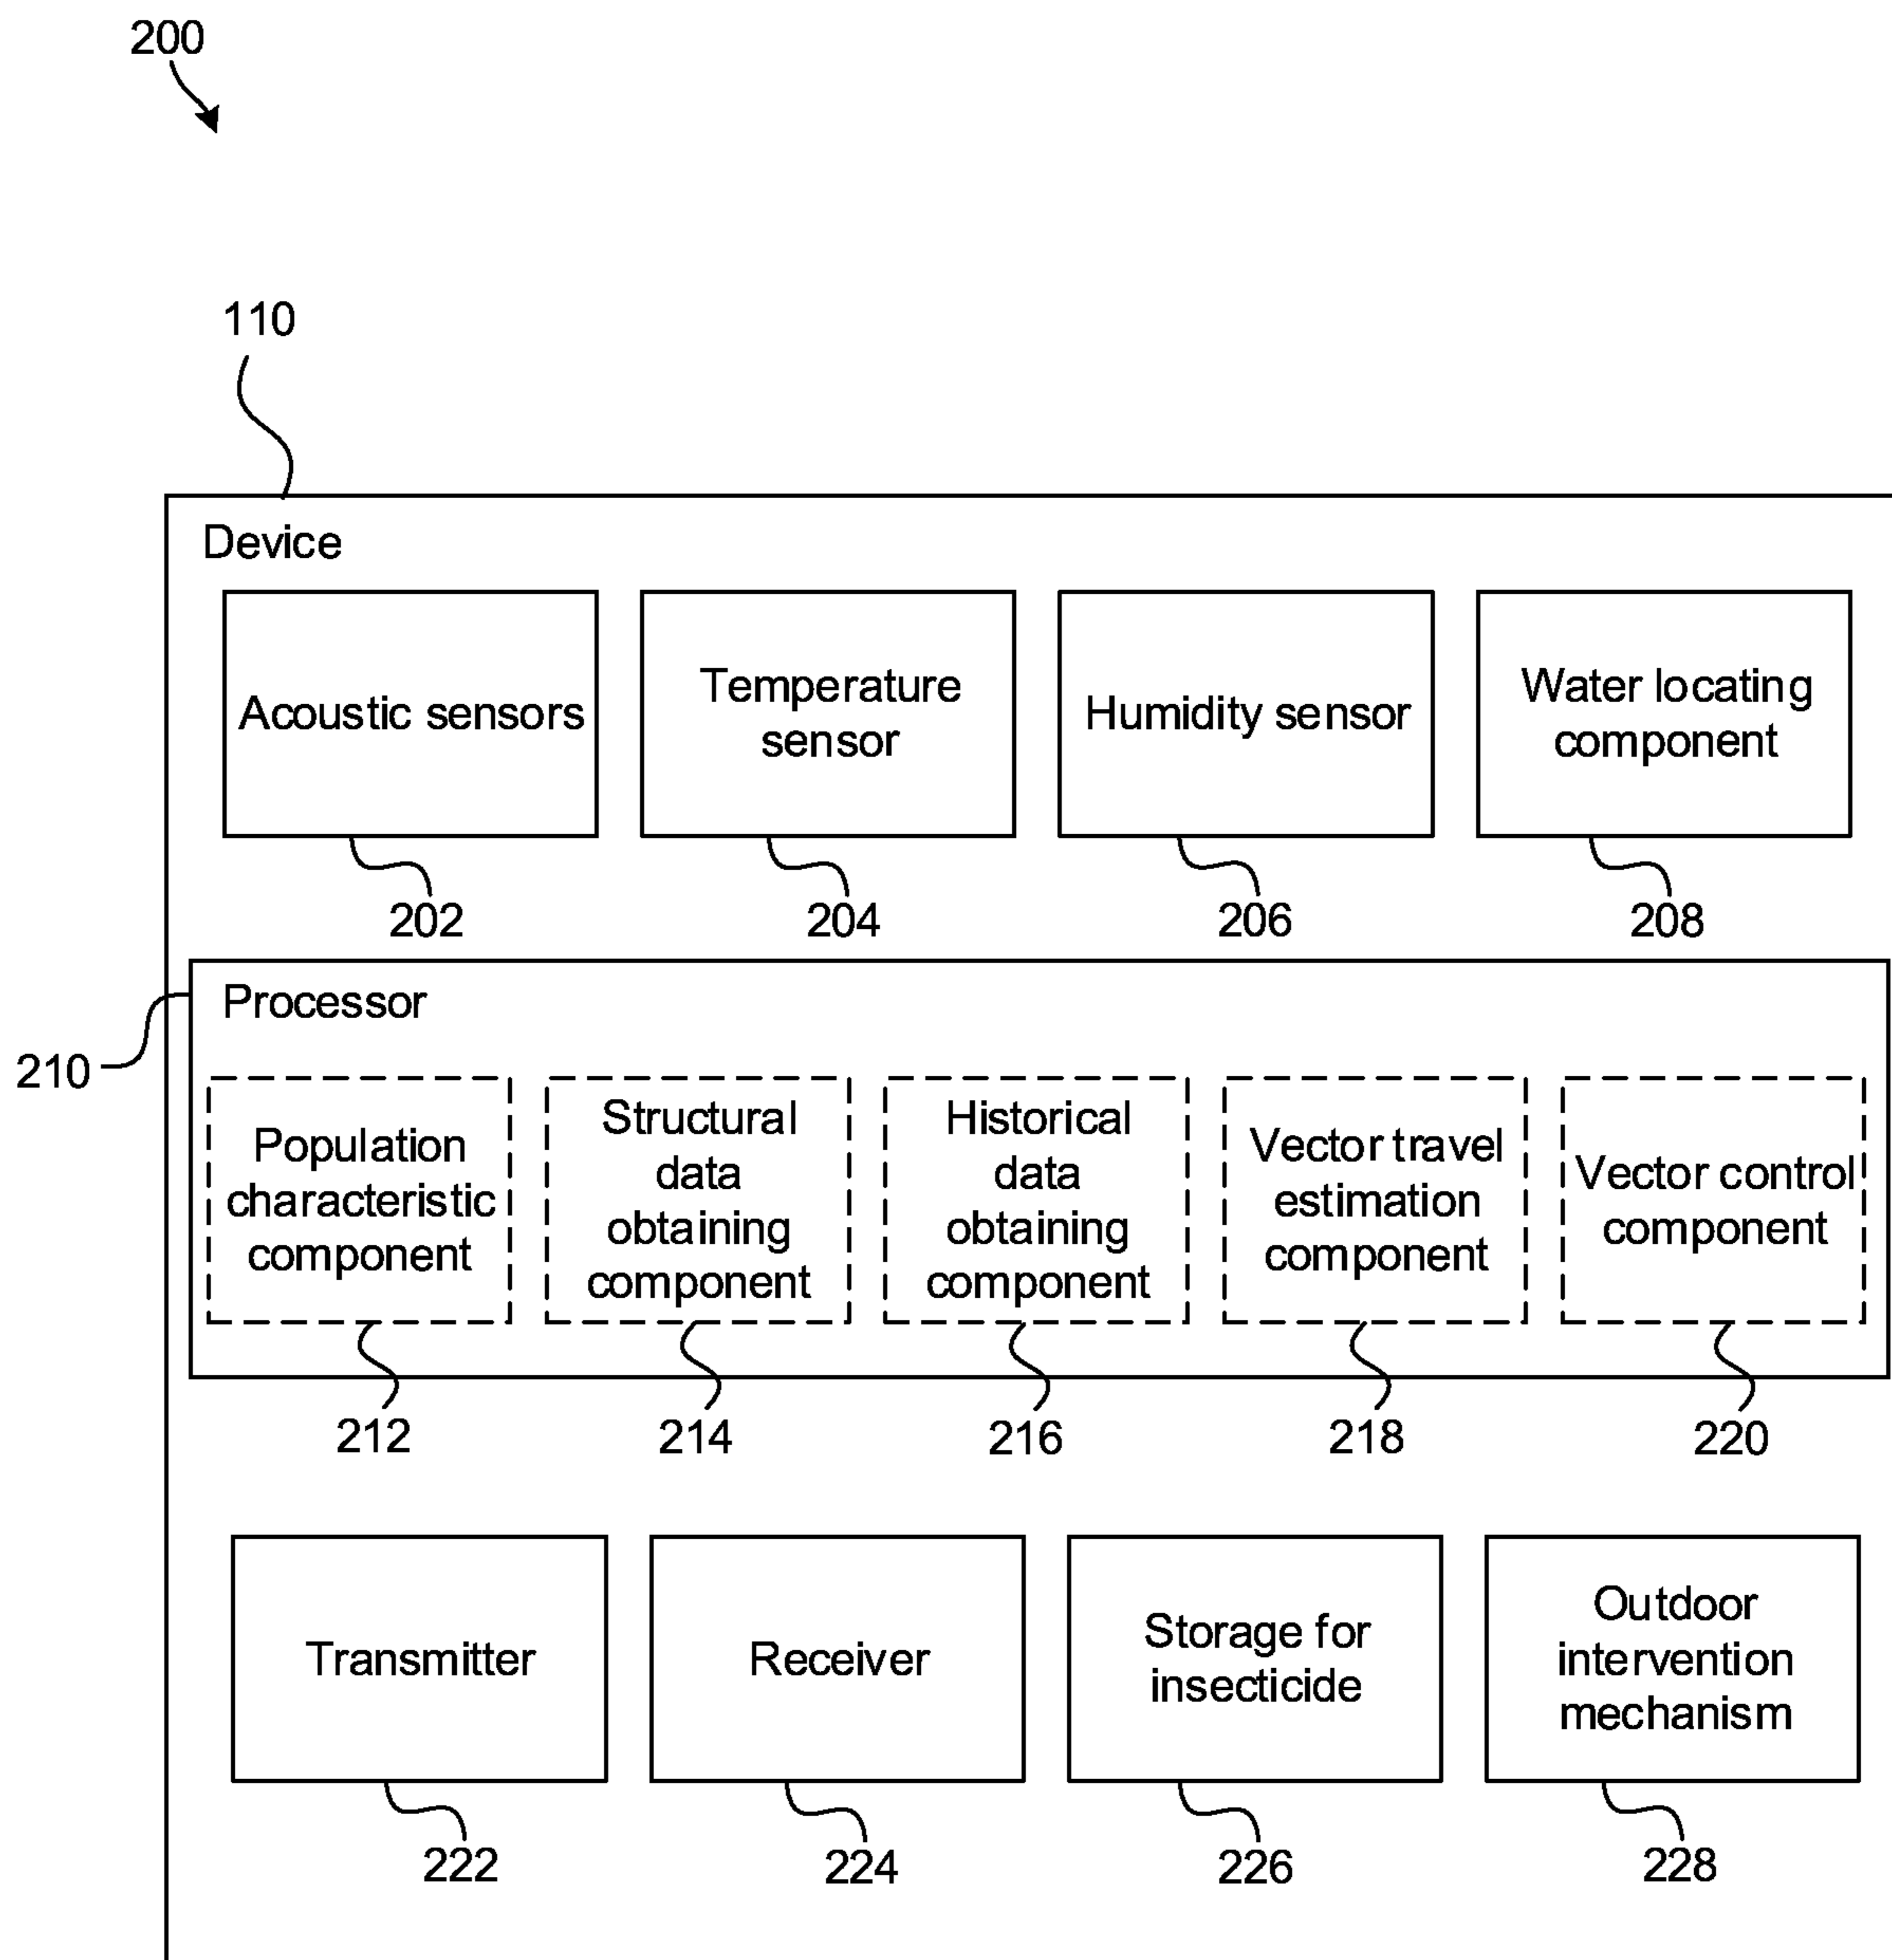 200
110
Device
Acoustic sensors
Temperature
sensor
Humidity sensor
Water locating
component
202
204
206
208
Processor
210
Population
characteristic
component
Structural
data
obtaining
component
Historical
data
obtaining
component
Vector travel
estimation
component
Vector control
component
212
214
216
218
220
Transmitter
Receiver
Storage for
insecticide
Outdoor
intervention
mechanism
222
224
226
228